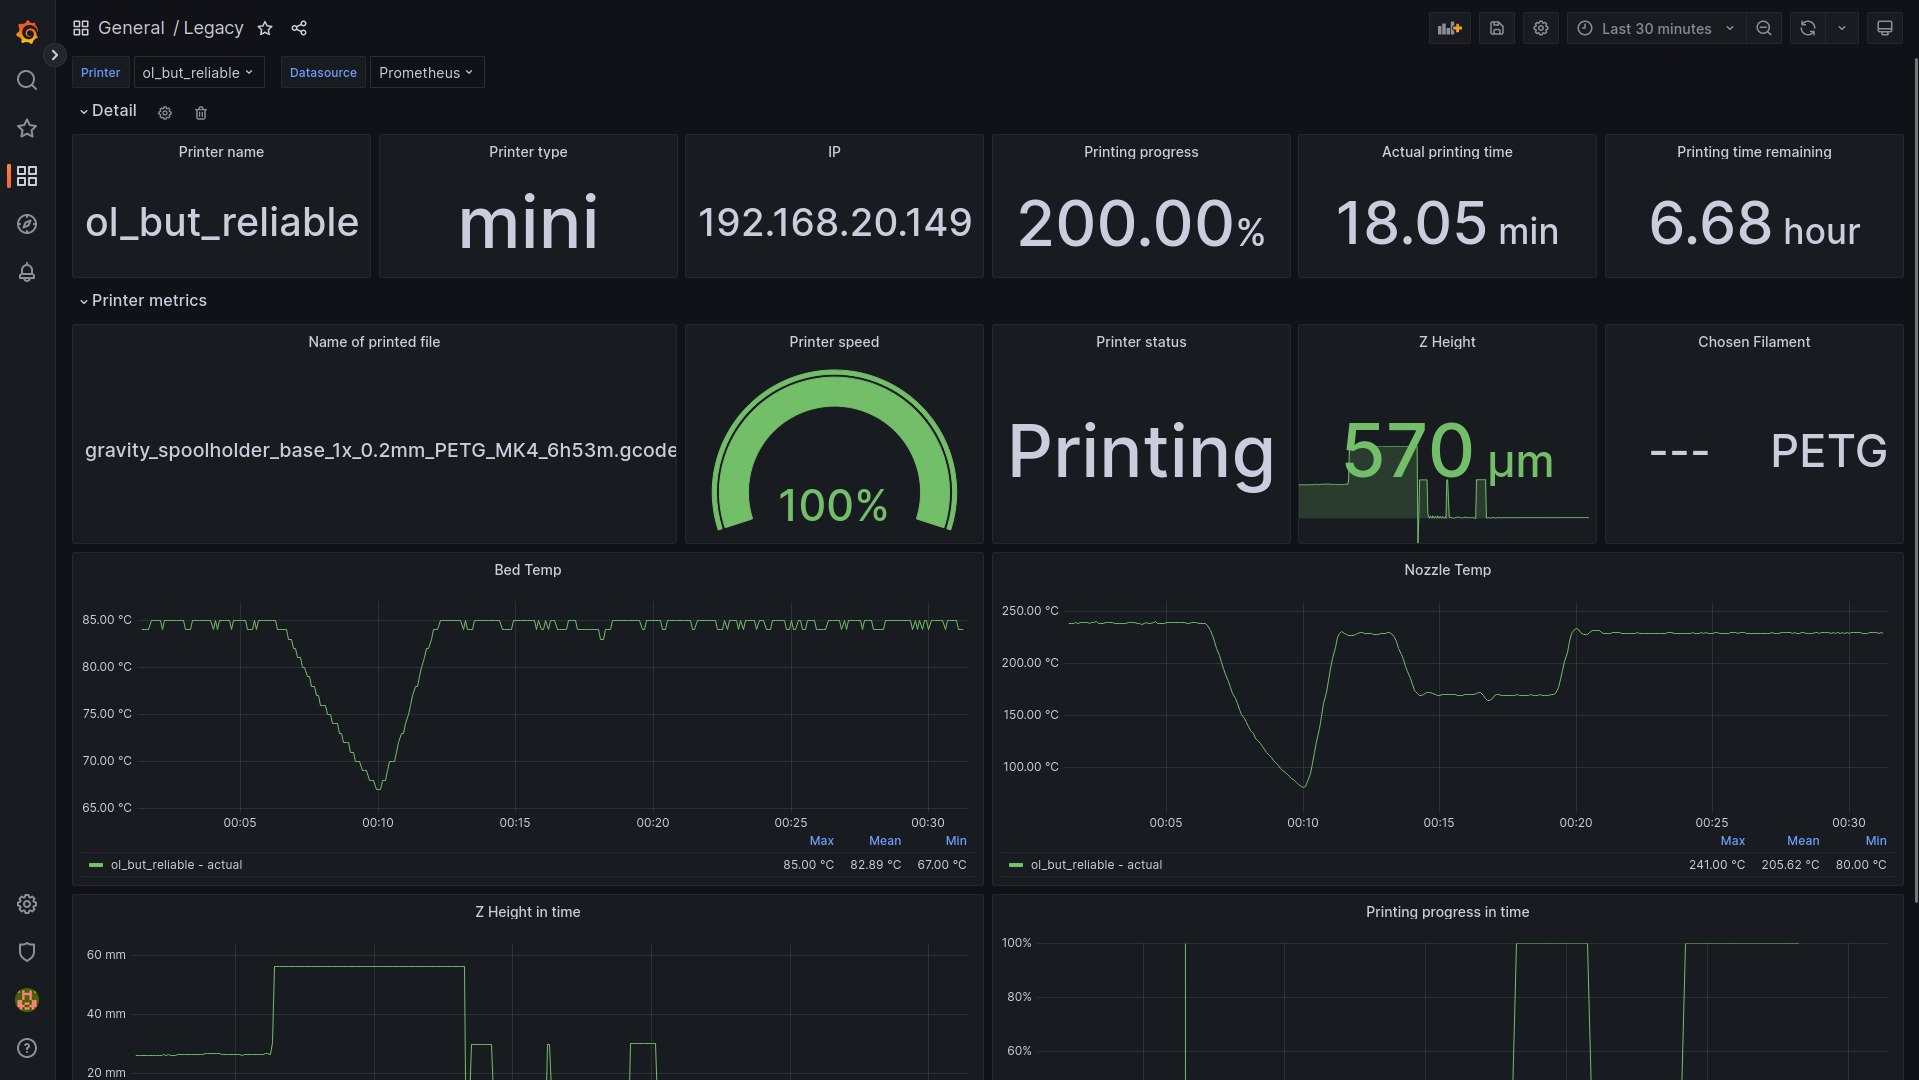 General / Legacy
Last 30 minutes
Printer ol_but_reliable Datasource Prometheus
Detail
Printer name
ol_but_reliable
Printer type
mini
IP
192.168.20.149
Printing progress
200.00%
Actual printing time
18.05 min
Printing time remaining
6.68 hour
Printer metrics
Name of printed file
gravity_spoolholder_base_1x_0.2mm_PETG_MK4_6h53m.gcode
Printer speed
100%
Printer status
Printing
Z Height
570 µm
Chosen Filament
--- PETG
Bed Temp
85.00 °C
80.00 °C
75.00 °C
70.00 °C
65.00 °C
00:05 00:10 00:15 00:20 00:25 00:30
Max Mean Min
ol_but_reliable - actual 85.00 °C 82.89 °C 67.00 °C
Nozzle Temp
250.00 °C
200.00 °C
150.00 °C
100.00 °C
00:05 00:10 00:15 00:20 00:25 00:30
Max Mean Min
ol_but_reliable - actual 241.00 °C 205.62 °C 80.00 °C
Z Height in time
60 mm
40 mm
20 mm
Printing progress in time
100%
80%
60%